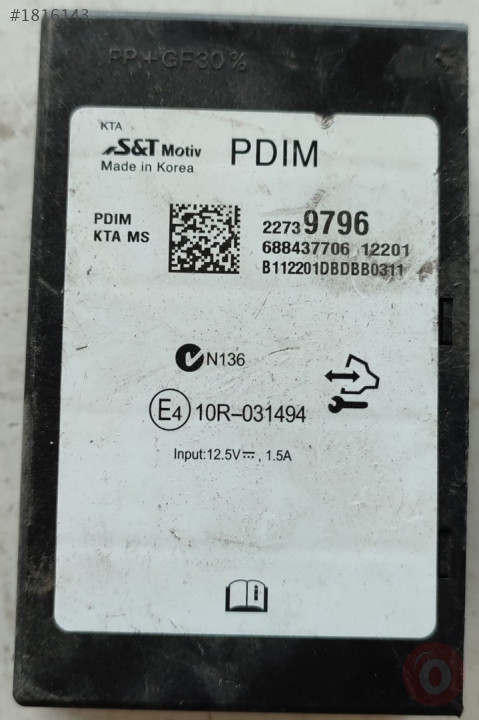 #1816143
PP+GF30%
KTA
S&T Motiv PDIM
Made in Korea
PDIM
KTA MS
2273 9796
688437706 12201
B112201DBDBB0311
N136
E4 10R-031494
Input:12.5V⎓, 1.5A